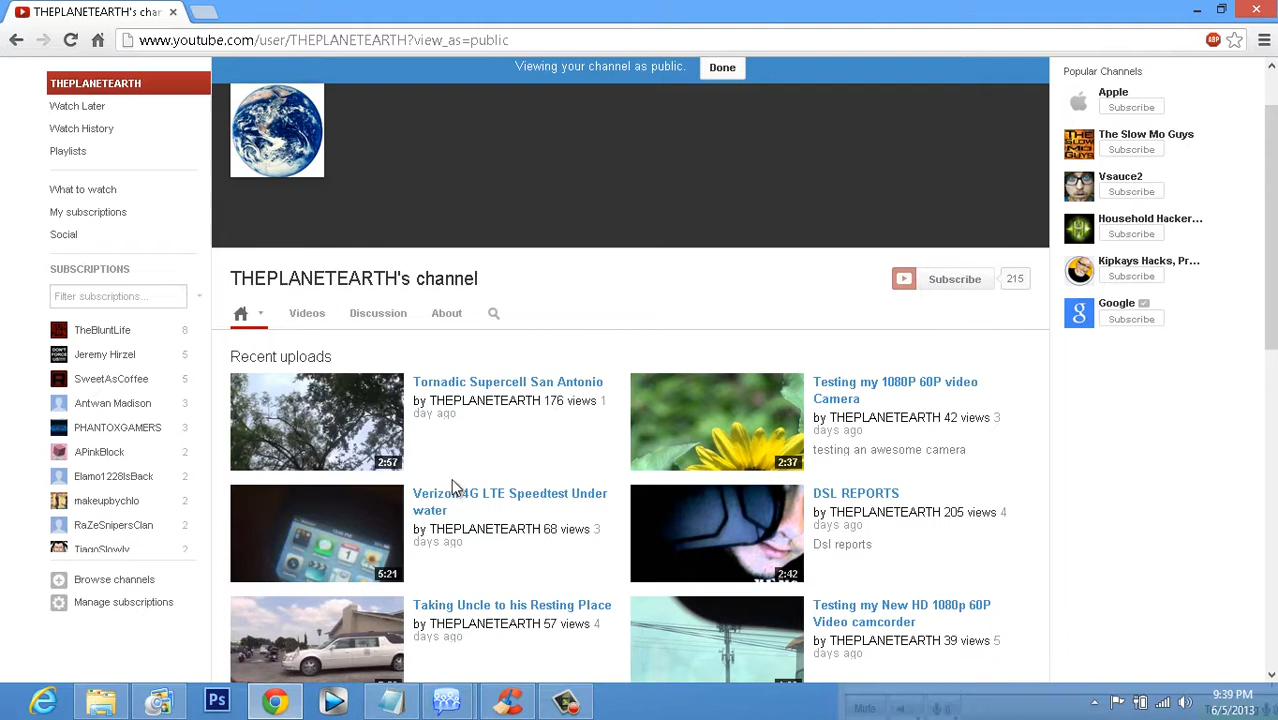 THEPLANETEARTH's char
www.youtube.com/user/THEPLANETEARTH?view_as=public
ABP
THEPLANETEARTH
Watch Later
Watch History
Playlists
What to watch
My subscriptions
Social
SUBSCRIPTIONS
Filter subscriptions...
TheBluntLife 8
Jeremy Hirzel 5
SweetAsCoffee 5
Antwan Madison 3
PHANTOXGAMERS 3
APinkBlock 2
Elamo1228IsBack 2
makeupbychlo 2
RaZeSnipersClan 2
TiagoSlowly 2
Browse channels
Manage subscriptions
Viewing your channel as public. Done
THEPLANETEARTH's channel
Subscribe 215
Videos Discussion About
Recent uploads
2:57
Tornadic Supercell San Antonio
by THEPLANETEARTH 176 views 1
day ago
2:37
Testing my 1080P 60P video
Camera
by THEPLANETEARTH 42 views 3
days ago
testing an awesome camera
5:21
Verizon 4G LTE Speedtest Under
water
by THEPLANETEARTH 68 views 3
days ago
2:42
DSL REPORTS
by THEPLANETEARTH 205 views 4
days ago
Dsl reports
Taking Uncle to his Resting Place
by THEPLANETEARTH 57 views 4
days ago
Testing my New HD 1080p 60P
Video camcorder
by THEPLANETEARTH 39 views 5
days ago
Popular Channels
Apple
Subscribe
THE SLOW MO GUYS
The Slow Mo Guys
Subscribe
Vsauce2
Subscribe
Household Hacker...
Subscribe
Kipkays Hacks, Pr...
Subscribe
g
Google
Subscribe
Ps
Mute
9:39 PM
6/5/2013